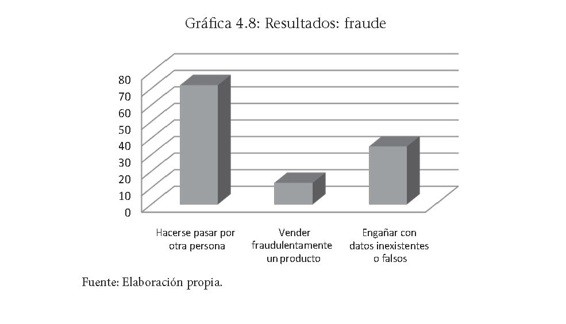 Gráfica 4.8: Resultados: fraude
80
70
60
50
40
30
20
10
0
Hacerse pasar por
otra persona
Vender
fraudulentamente
un producto
Engañar con
datos inexistentes
o falsos
Fuente: Elaboración propia.